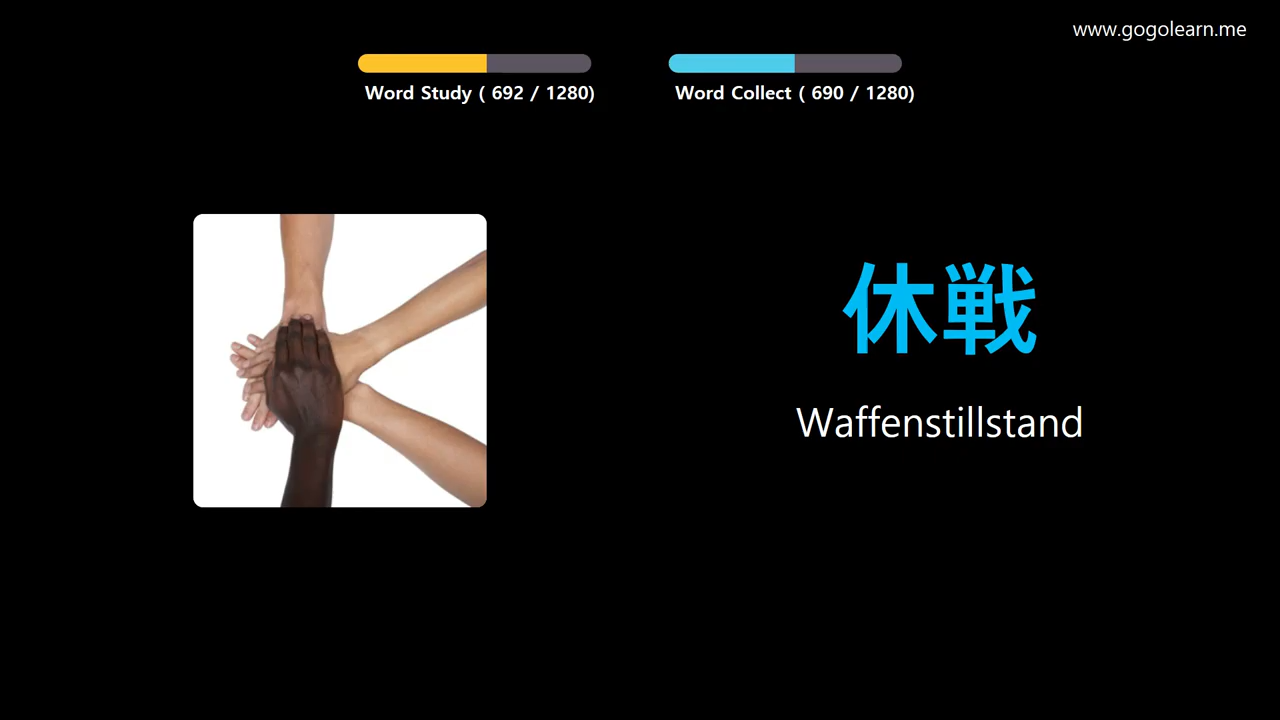 www.gogolearn.me
Word Study ( 692 / 1280)
Word Collect ( 690 / 1280)
休戦
Waffenstillstand